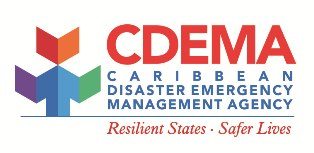 CDEMA
CARIBBEAN
DISASTER EMERGENCY
MANAGEMENT AGENCY
Resilient States · Safer Lives